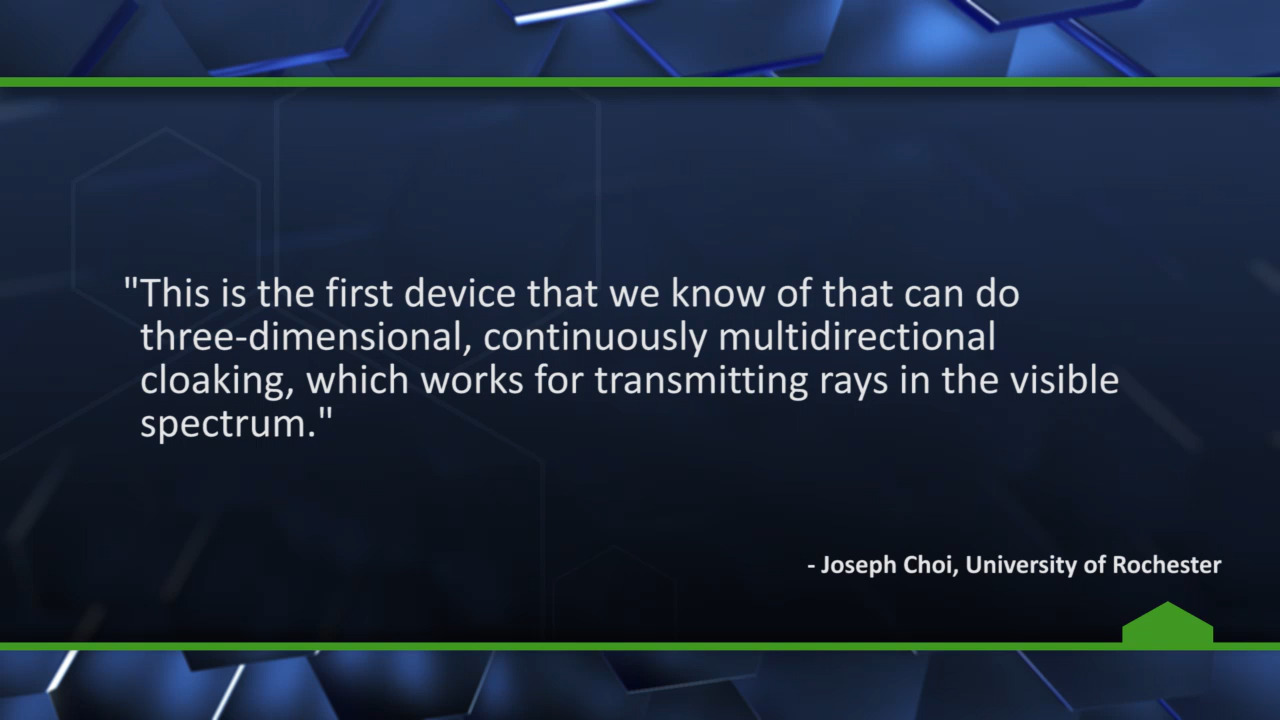 "This is the first device that we know of that can do
three-dimensional, continuously multidirectional
cloaking, which works for transmitting rays in the visible
spectrum."
- Joseph Choi, University of Rochester